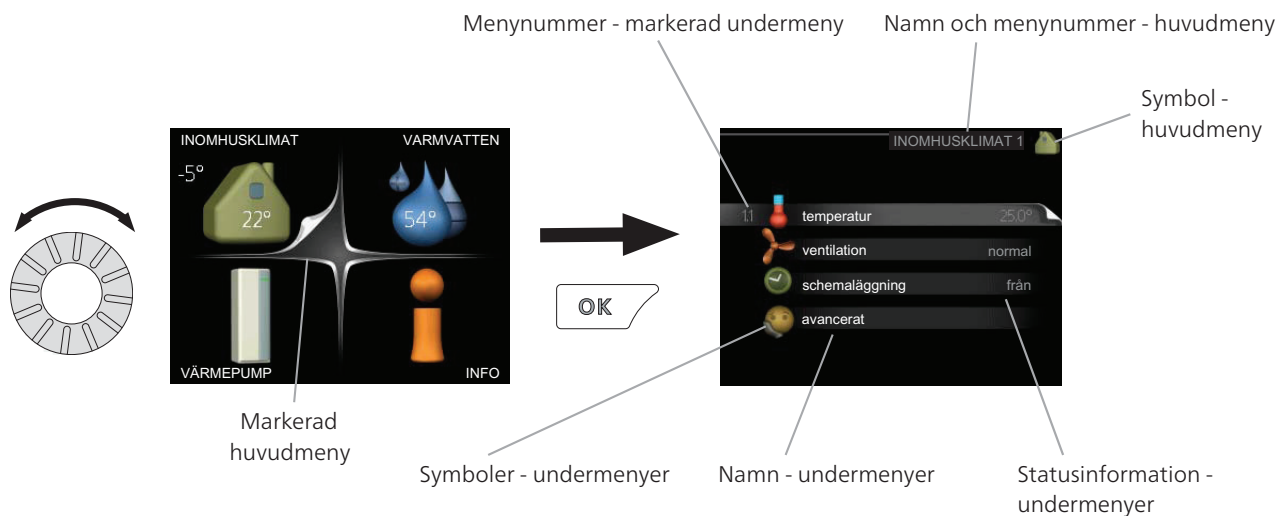 Menynummer - markerad undermeny
Namn och menynummer - huvudmeny
Symbol -
huvudmeny
INOMHUSKLIMAT
VARMVATTEN
-5°
22°
54°
VÄRMEPUMP
INFO
OK
INOMHUSKLIMAT 1
1.1 temperatur 25.0°
ventilation normal
schemaläggning från
avancerat
Markerad
huvudmeny
Symboler - undermenyer
Namn - undermenyer
Statusinformation -
undermenyer